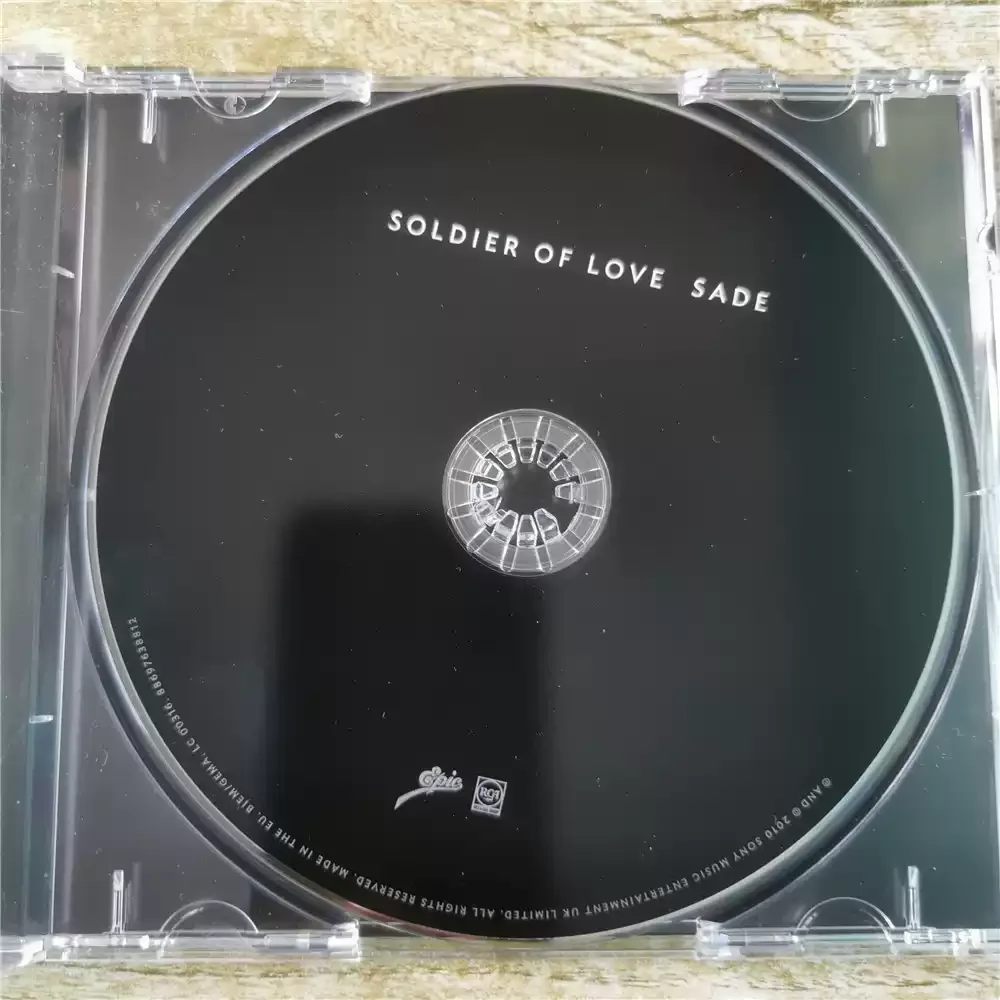 SOLDIER OF LOVE SADE
Epic
RCA
℗ AND © 2010 SONY MUSIC ENTERTAINMENT UK LIMITED. ALL RIGHTS RESERVED. MADE IN THE EU. BIEM/GEMA. LC 00316. 88697638812